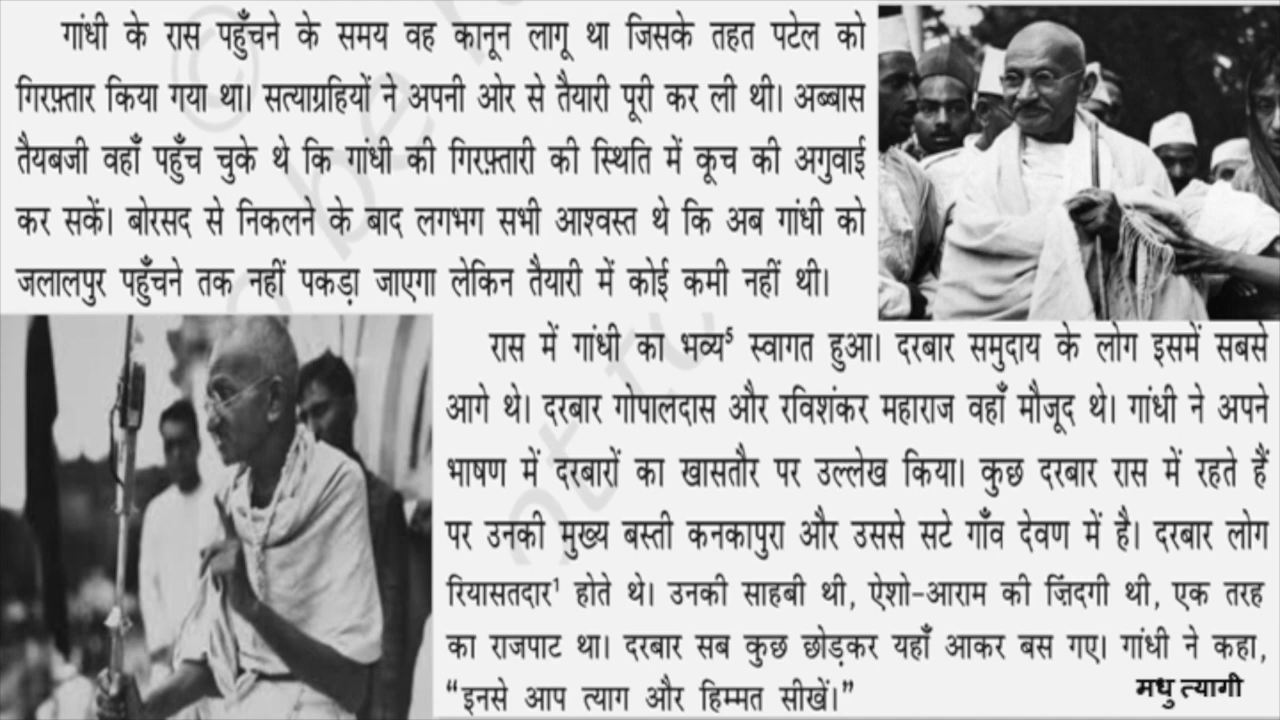 गांधी के रास पहुँचने के समय वह कानून लागू था जिसके तहत पटेल को
गिरफ़्तार किया गया था। सत्याग्रहियों ने अपनी ओर से तैयारी पूरी कर ली थी। अब्बास
तैयबजी वहाँ पहुँच चुके थे कि गांधी की गिरफ़्तारी की स्थिति में कूच की अगुवाई
कर सकें। बोरसद से निकलने के बाद लगभग सभी आश्वस्त थे कि अब गांधी को
जलालपुर पहुँचने तक नहीं पकड़ा जाएगा लेकिन तैयारी में कोई कमी नहीं थी।
रास में गांधी का भव्य⁵ स्वागत हुआ। दरबार समुदाय के लोग इसमें सबसे
आगे थे। दरबार गोपालदास और रविशंकर महाराज वहाँ मौजूद थे। गांधी ने अपने
भाषण में दरबारों का खासतौर पर उल्लेख किया। कुछ दरबार रास में रहते हैं
पर उनकी मुख्य बस्ती कनकापुरा और उससे सटे गाँव देवण में है। दरबार लोग
रियासतदार¹ होते थे। उनकी साहबी थी, ऐशो-आराम की ज़िंदगी थी, एक तरह
का राजपाट था। दरबार सब कुछ छोड़कर यहाँ आकर बस गए। गांधी ने कहा,
“इनसे आप त्याग और हिम्मत सीखें।”
मधु त्यागी